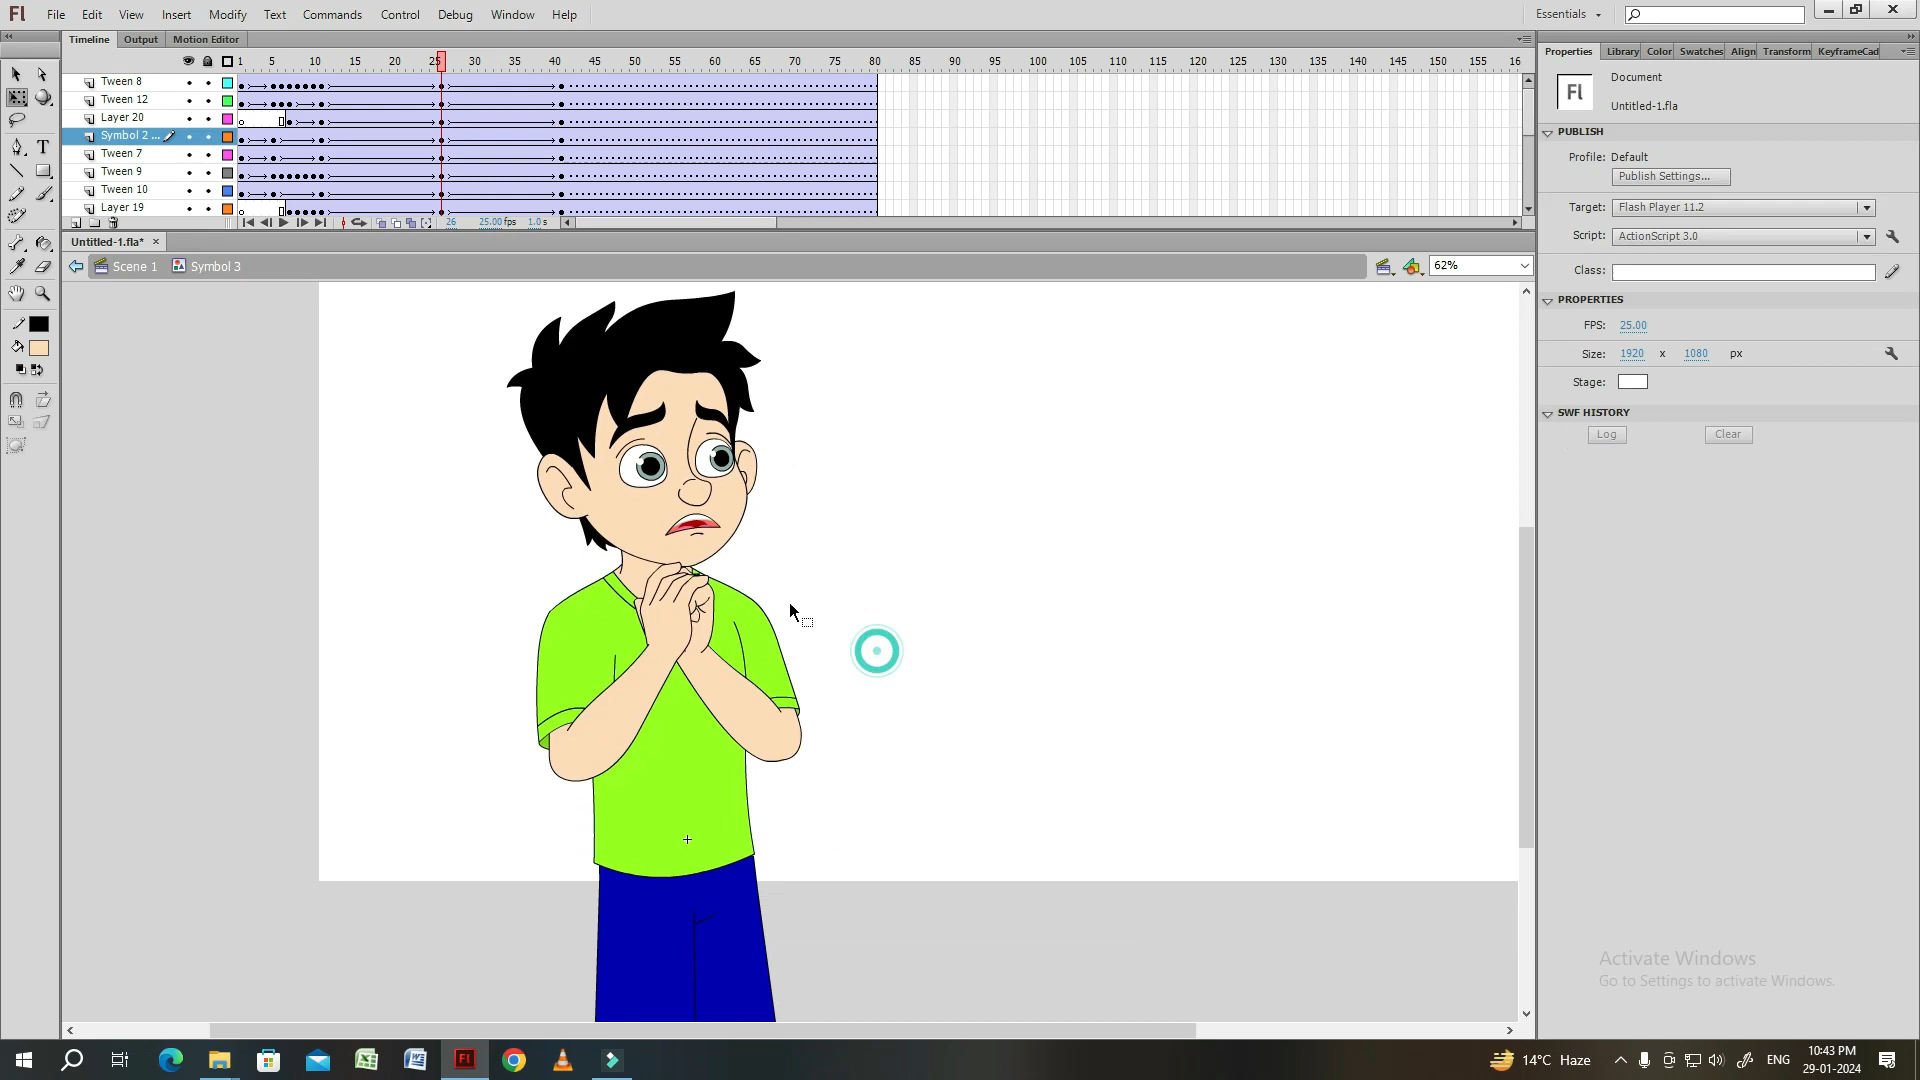 Fl File Edit View Insert Modify Text Commands Control Debug Window Help Essentials
Timeline Output Motion Editor
1 5 10 15 20 25 30 35 40 45 50 55 60 65 70 75 80 85 90 95 100 105 110 115 120 125 130 135 140 145 150 155 16
Tween 8
Tween 12
Layer 20
Symbol 2 ...
Tween 7
Tween 9
Tween 10
Layer 19
26 25.00 fps 1.0 s
Untitled-1.fla*
Scene 1 Symbol 3 62%
T
Properties Library Color Swatches Align Transform KeyframeCad
Fl
Document
Untitled-1.fla
PUBLISH
Profile: Default
Publish Settings...
Target: Flash Player 11.2
Script: ActionScript 3.0
Class:
PROPERTIES
FPS: 25.00
Size: 1920 x 1080 px
Stage:
SWF HISTORY
Log Clear
Activate Windows
Go to Settings to activate Windows.
Fl
14°C Haze
ENG
10:43 PM
29-01-2024